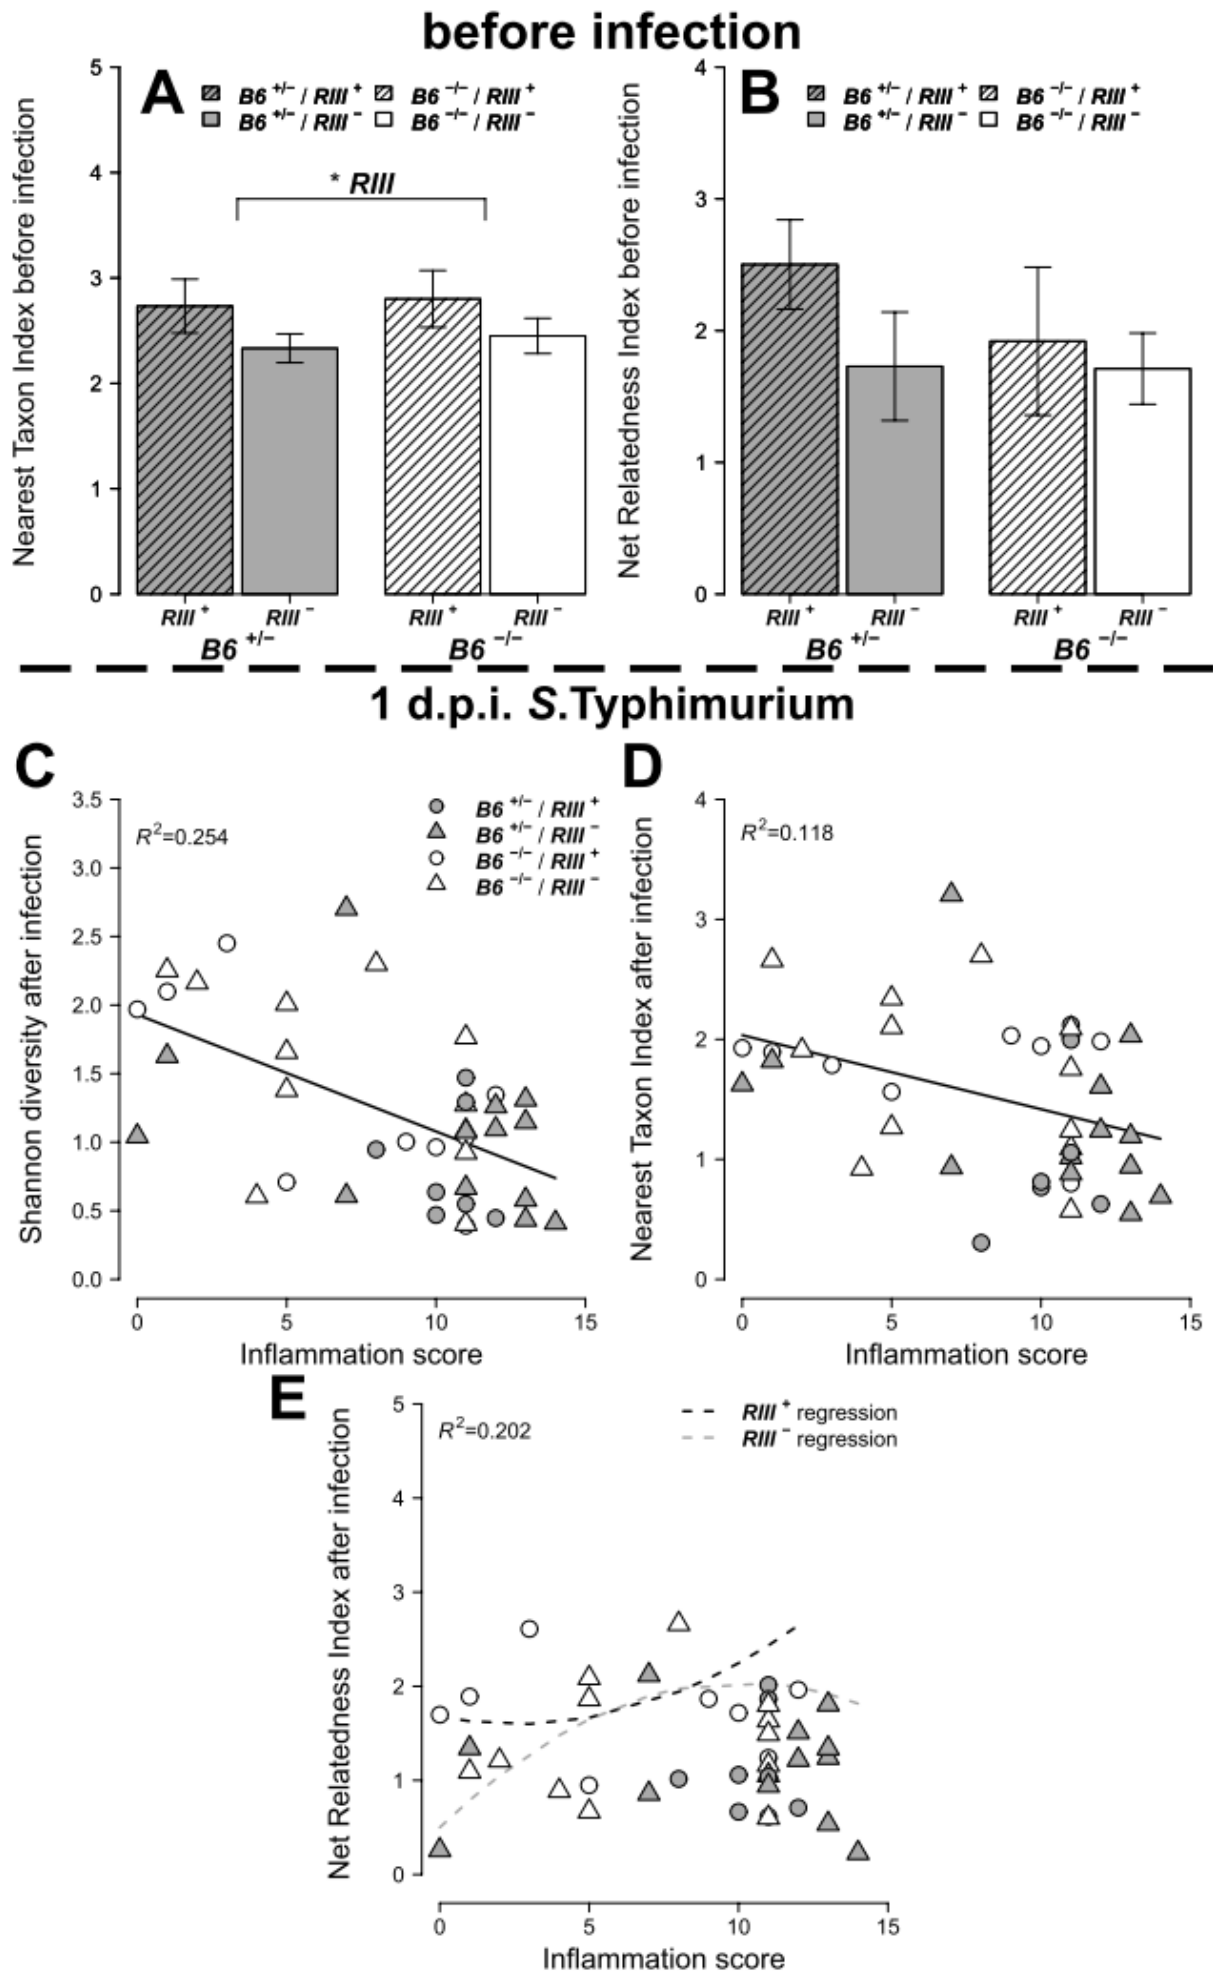 before infection
A
B6 +/− / RIII +
B6 −/− / RIII +
B6 +/− / RIII −
B6 −/− / RIII −
* RIII
Nearest Taxon Index before infection
5
4
3
2
1
0
RIII +
RIII −
RIII +
RIII −
B6 +/−
B6 −/−
B
B6 +/− / RIII +
B6 −/− / RIII +
B6 +/− / RIII −
B6 −/− / RIII −
Net Relatedness Index before infection
4
3
2
1
0
RIII +
RIII −
RIII +
RIII −
B6 +/−
B6 −/−
1 d.p.i. S.Typhimurium
C
R²=0.254
B6 +/− / RIII +
B6 +/− / RIII −
B6 −/− / RIII +
B6 −/− / RIII −
Shannon diversity after infection
3.5
3.0
2.5
2.0
1.5
1.0
0.5
0.0
0 5 10 15
Inflammation score
D
R²=0.118
Nearest Taxon Index after infection
4
3
2
1
0
0 5 10 15
Inflammation score
E
R²=0.202
RIII + regression
RIII − regression
Net Relatedness Index after infection
5
4
3
2
1
0
0 5 10 15
Inflammation score